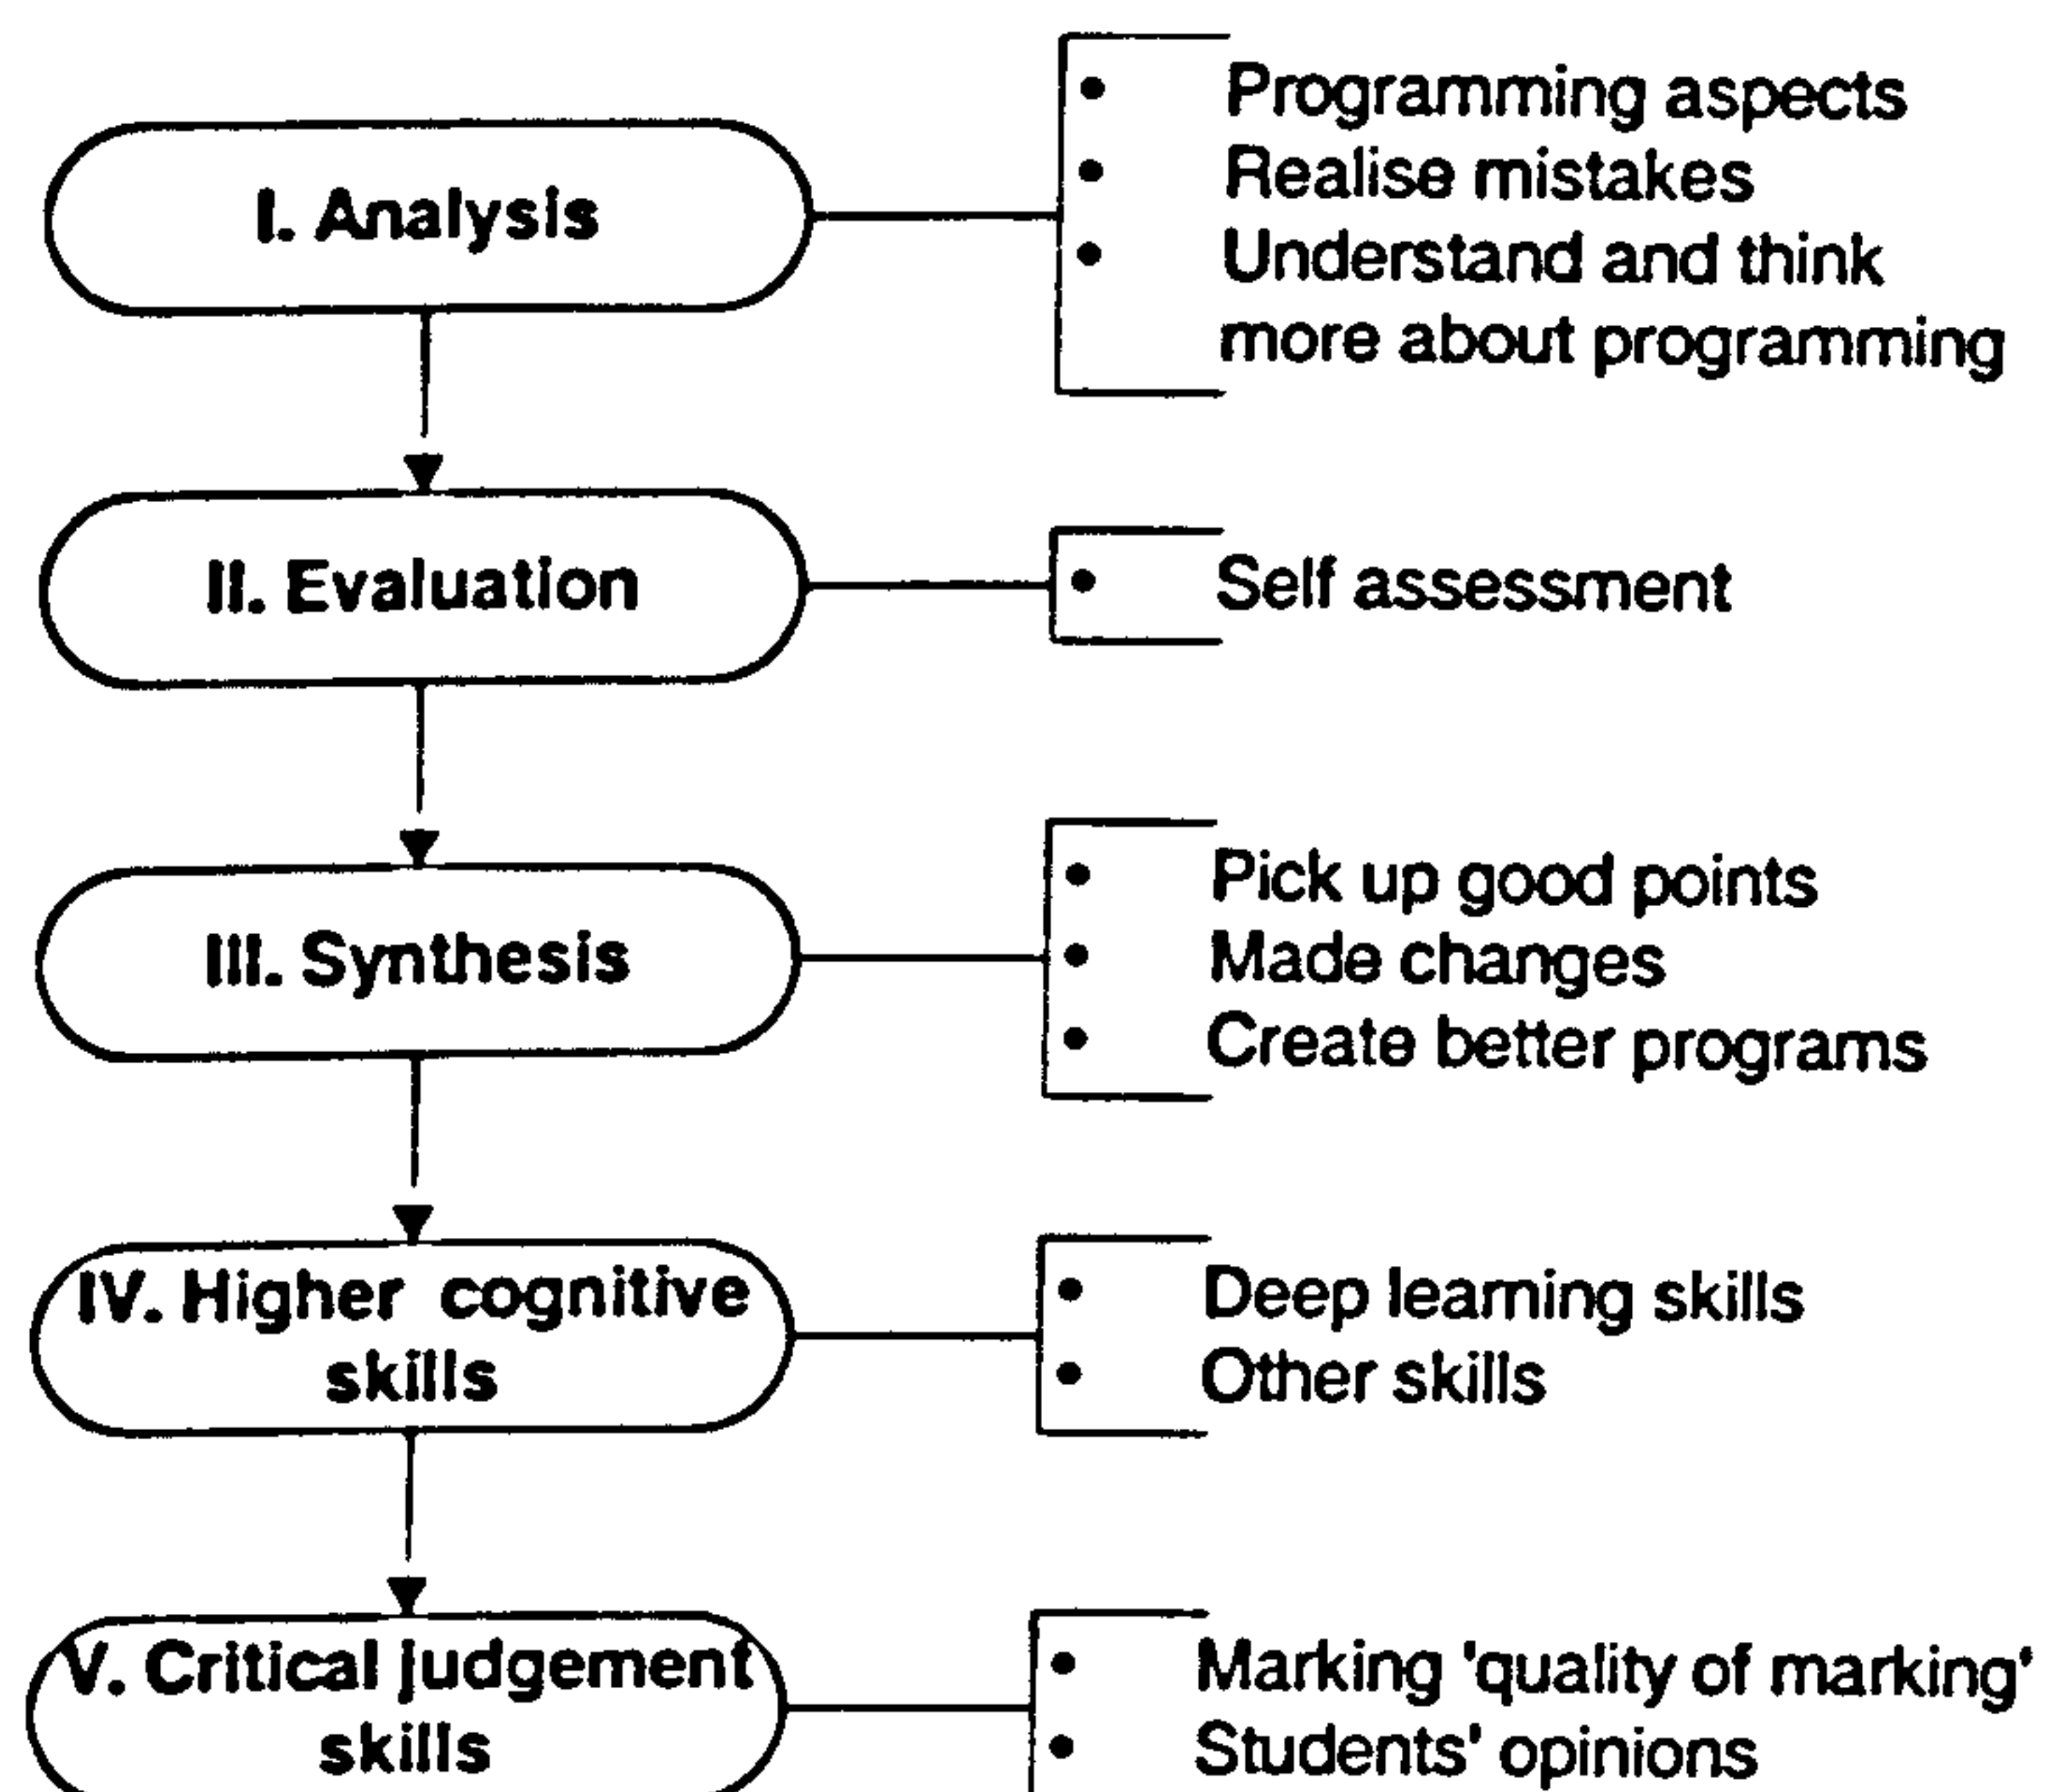 I. Analysis
• Programming aspects
• Realise mistakes
• Understand and think
more about programming
II. Evaluation
• Self assessment
III. Synthesis
• Pick up good points
• Made changes
• Create better programs
IV. Higher cognitive
skills
• Deep learning skills
• Other skills
V. Critical judgement
skills
• Marking 'quality of marking'
• Students' opinions